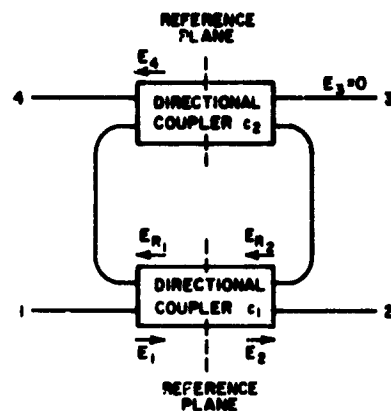 REFERENCE
PLANE
E4
4
DIRECTIONAL
COUPLER c2
E3=0
3
ER1
ER2
DIRECTIONAL
COUPLER c1
1
2
E1
E2
REFERENCE
PLANE